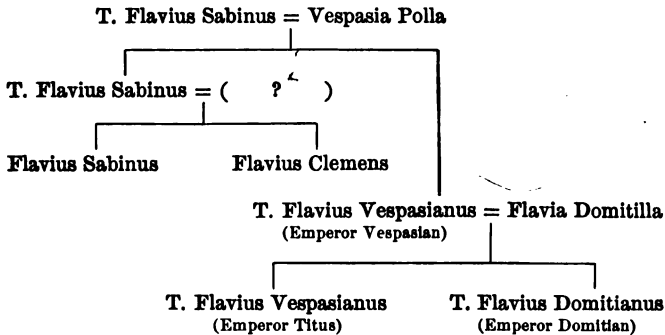 T. Flavius Sabinus = Vespasia Polla
T. Flavius Sabinus = ( ? )
Flavius Sabinus Flavius Clemens
T. Flavius Vespasianus = Flavia Domitilla
(Emperor Vespasian)
T. Flavius Vespasianus T. Flavius Domitianus
(Emperor Titus) (Emperor Domitian)